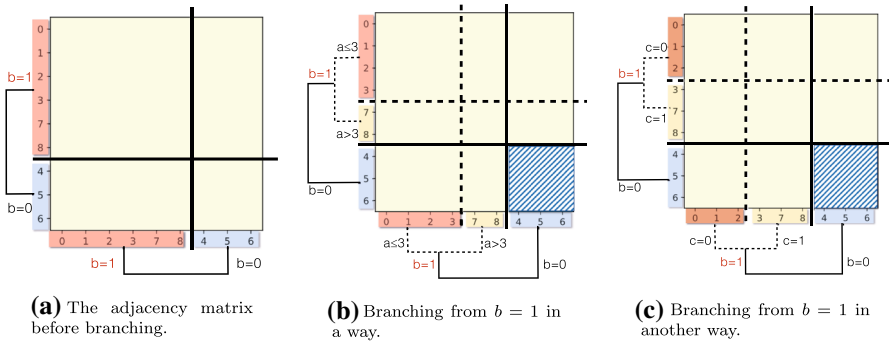 0
1
2
3
7
8
4
5
6
b=1
b=0
0 1 2 3 7 8 4 5 6
b=1
b=0
(a) The adjacency matrix
before branching.
0
1
2
3
7
8
4
5
6
a≤3
b=1
a>3
b=0
0 1 2 3 7 8 4 5 6
a≤3
a>3
b=1
b=0
(b) Branching from b = 1 in
a way.
0
1
2
3
7
8
4
5
6
c=0
b=1
c=1
b=0
0 1 2 3 7 8 4 5 6
c=0
c=1
b=1
b=0
(c) Branching from b = 1 in
another way.